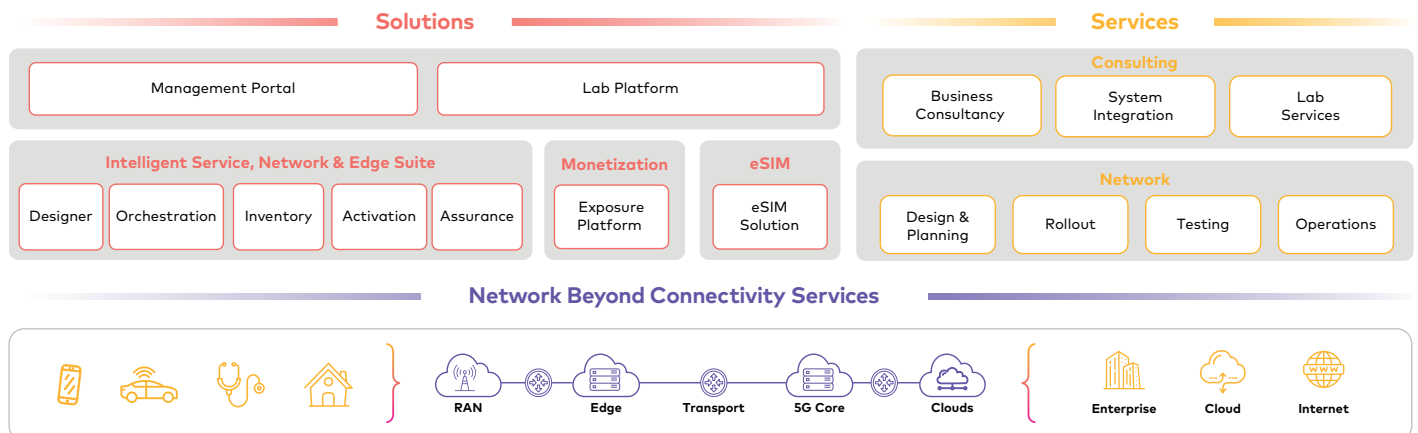 Solutions
Services
Management Portal
Lab Platform
Consulting
Business
Consultancy
System
Integration
Lab
Services
Intelligent Service, Network & Edge Suite
Designer
Orchestration
Inventory
Activation
Assurance
Monetization
Exposure
Platform
eSIM
eSIM
Solution
Network
Design &
Planning
Rollout
Testing
Operations
Network Beyond Connectivity Services
RAN
Edge
Transport
5G Core
Clouds
Enterprise
Cloud
WWW
Internet